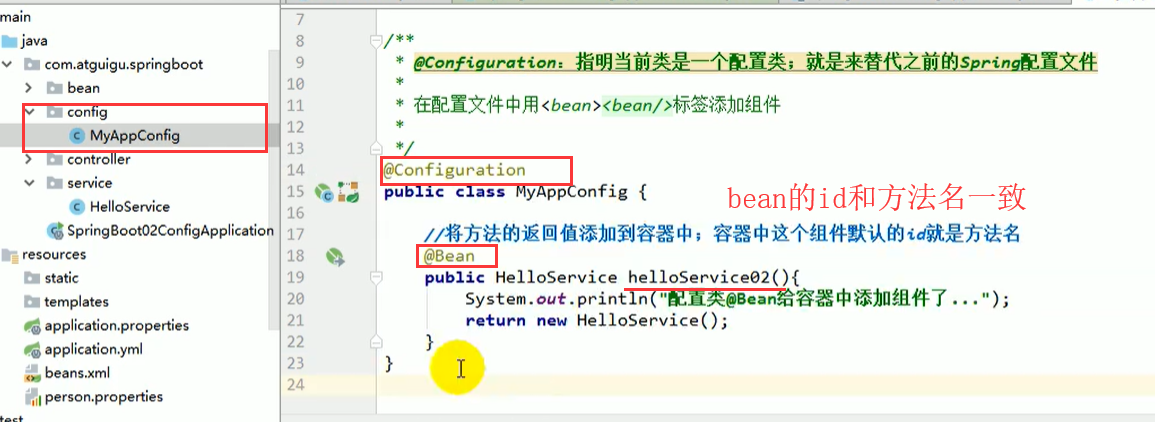 main
java
com.atguigu.springboot
bean
config
MyAppConfig
controller
service
HelloService
SpringBoot02ConfigApplication
resources
static
templates
application.properties
application.yml
beans.xml
person.properties
7
8 /**
9 * @Configuration：指明当前类是一个配置类；就是来替代之前的Spring配置文件
10 *
11 * 在配置文件中用<bean><bean/>标签添加组件
12 *
13 */
14 @Configuration
15 public class MyAppConfig {
bean的id和方法名一致
16
17 //将方法的返回值添加到容器中；容器中这个组件默认的id就是方法名
18 @Bean
19 public HelloService helloService02(){
20 System.out.println("配置类@Bean给容器中添加组件了...");
21 return new HelloService();
22 }
23 }
24